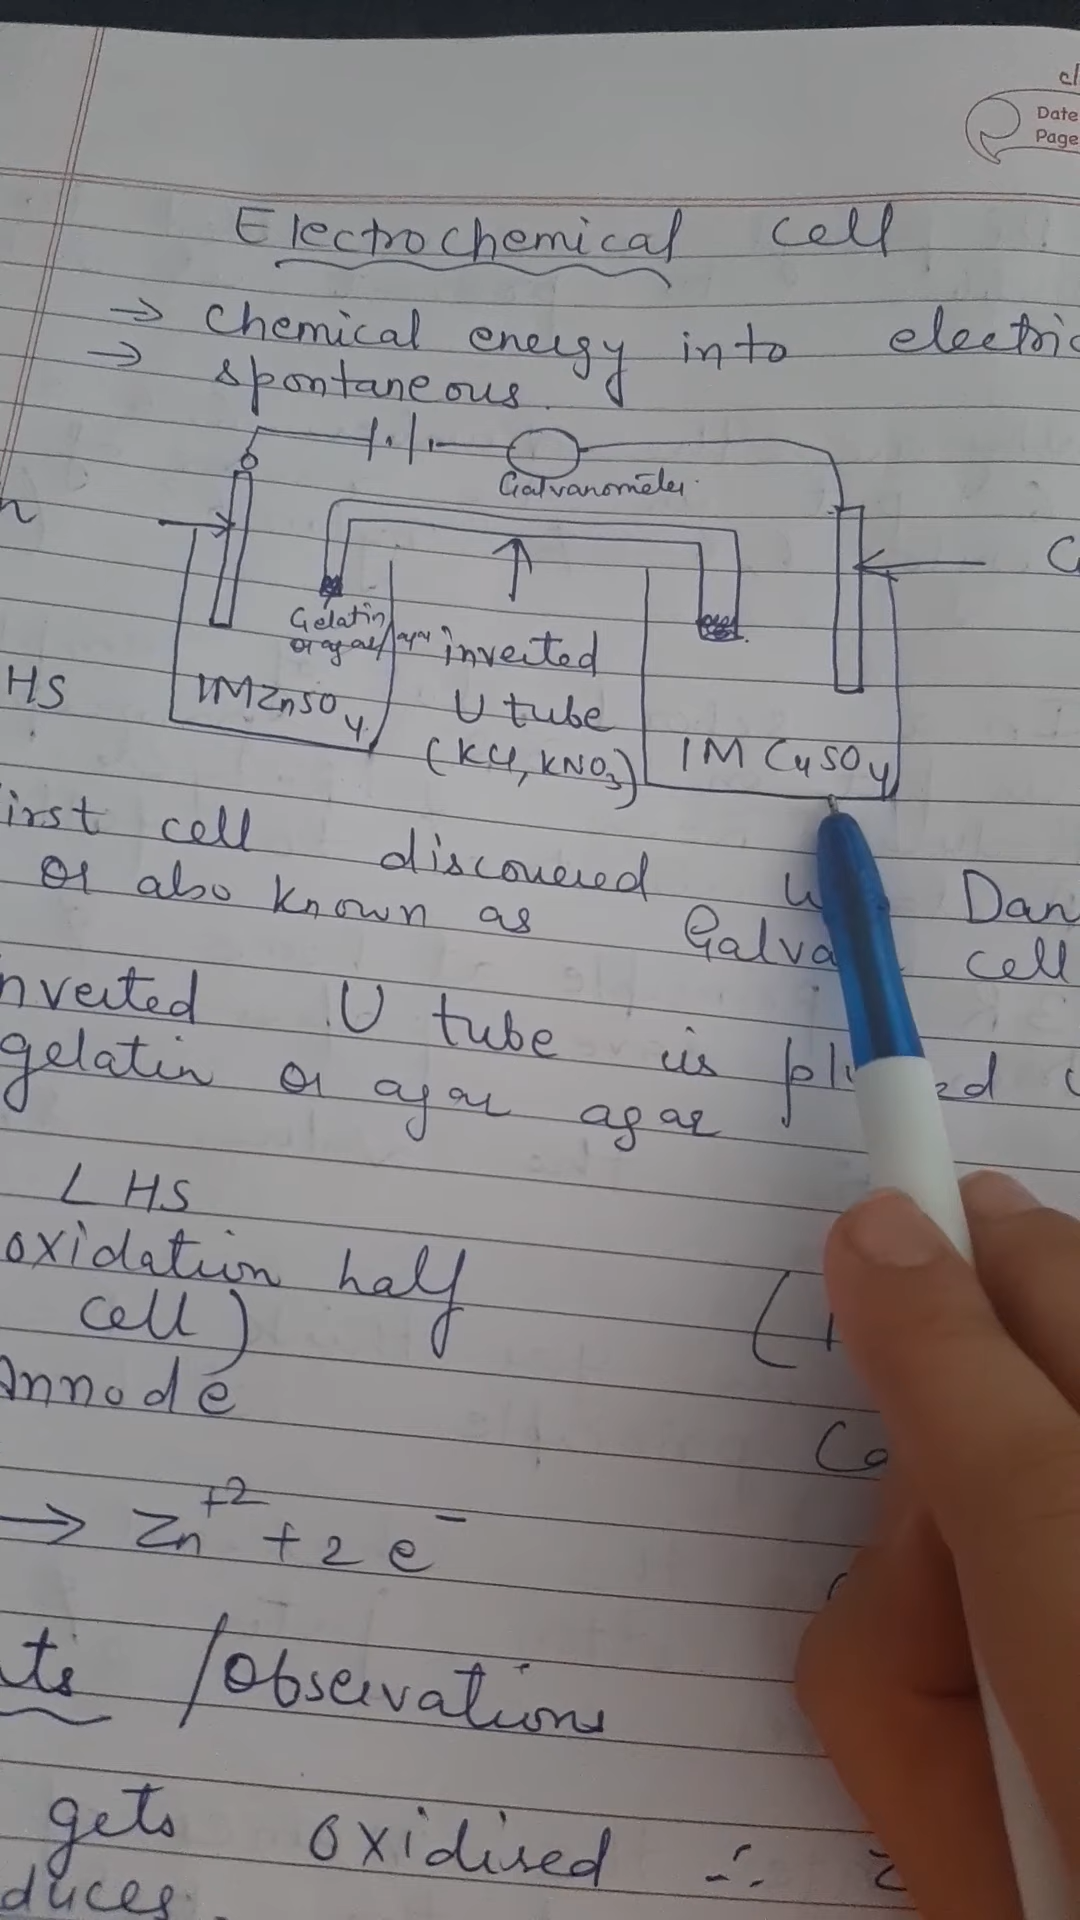 cl
Date
Page
Electrochemical cell
→ Chemical energy into electric
→ spontaneous.
Galvanometer
Gelatin
or agar/agar
inverted
U tube
(KCl, KNO3)
HS
1M ZnSO4
1M CuSO4
irst cell discovered Dan
or also known as Galva cell
nverted U tube is pl
gelatin or agar agar
LHS
oxidation half
cell)
Annode
→ Zn+2 + 2e-
ts /observations
gets oxidised ∴ Z
duces.